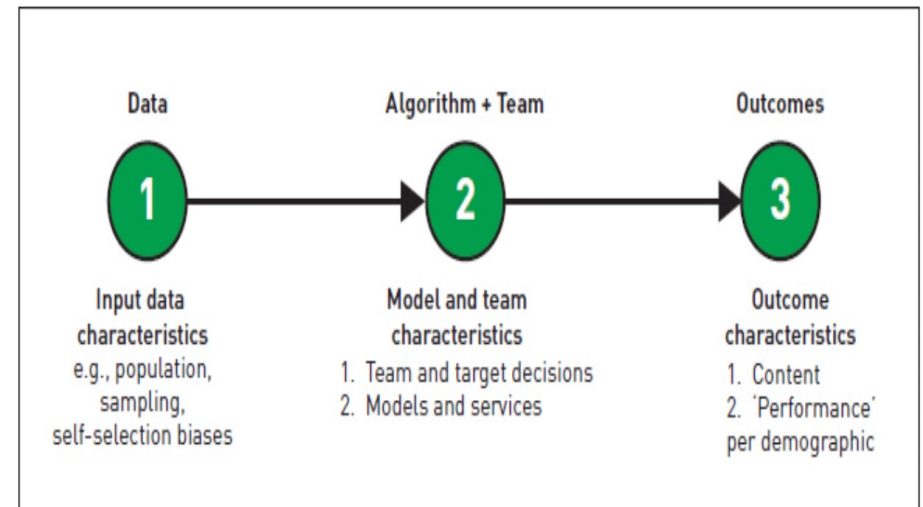 Data
1
Input data
characteristics
e.g., population,
sampling,
self-selection biases
Algorithm + Team
2
Model and team
characteristics
1. Team and target decisions
2. Models and services
Outcomes
3
Outcome
characteristics
1. Content
2. ‘Performance’
per demographic